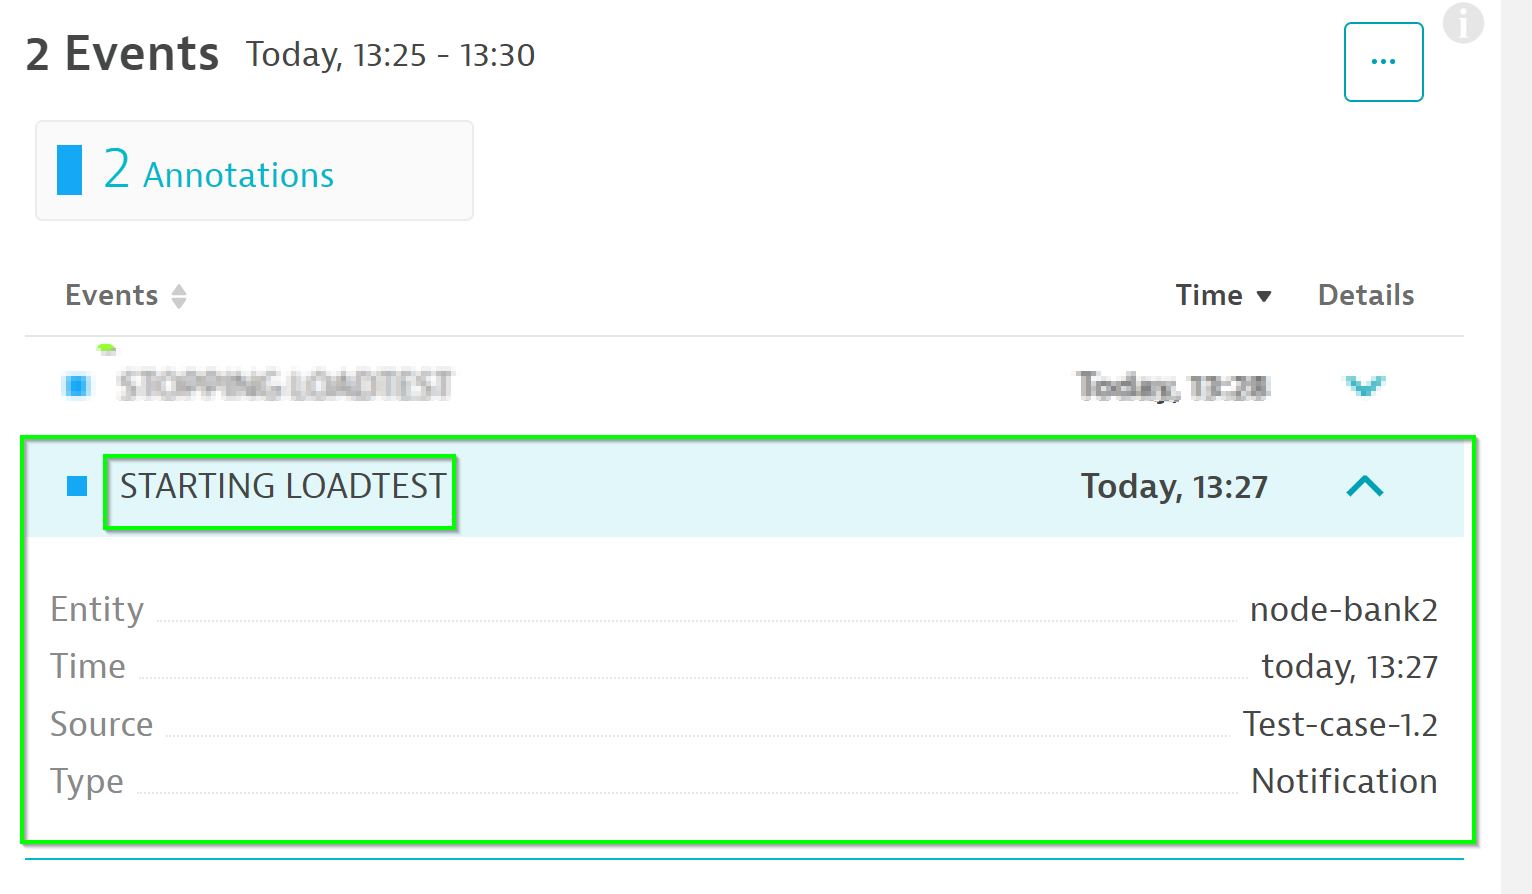 2 Events Today, 13:25 - 13:30
...
2 Annotations
Events Time Details
STOPPING LOADTEST Today, 13:28
STARTING LOADTEST Today, 13:27
Entity node-bank2
Time today, 13:27
Source Test-case-1.2
Type Notification